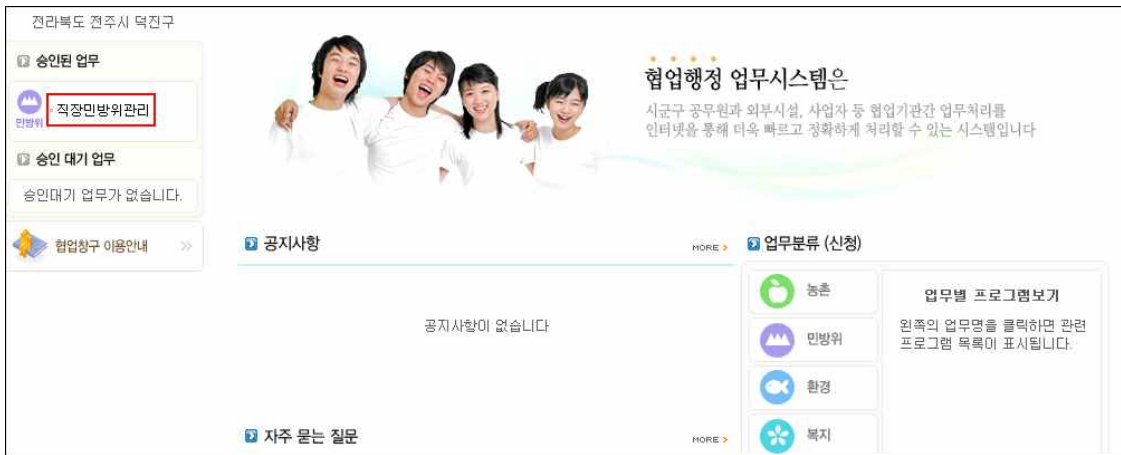 전라북도 전주시 덕진구
승인된 업무
민방위
직장민방위관리
승인 대기 업무
승인대기 업무가 없습니다.
협업창구 이용안내
협업행정 업무시스템은
시군구 공무원과 외부시설, 사업자 등 협업기관간 업무처리를
인터넷을 통해 더욱 빠르고 정확하게 처리할 수 있는 시스템입니다
공지사항
MORE
공지사항이 없습니다
자주 묻는 질문
MORE
업무분류 (신청)
농촌
민방위
환경
복지
업무별 프로그램보기
왼쪽의 업무명을 클릭하면 관련
프로그램 목록이 표시됩니다.